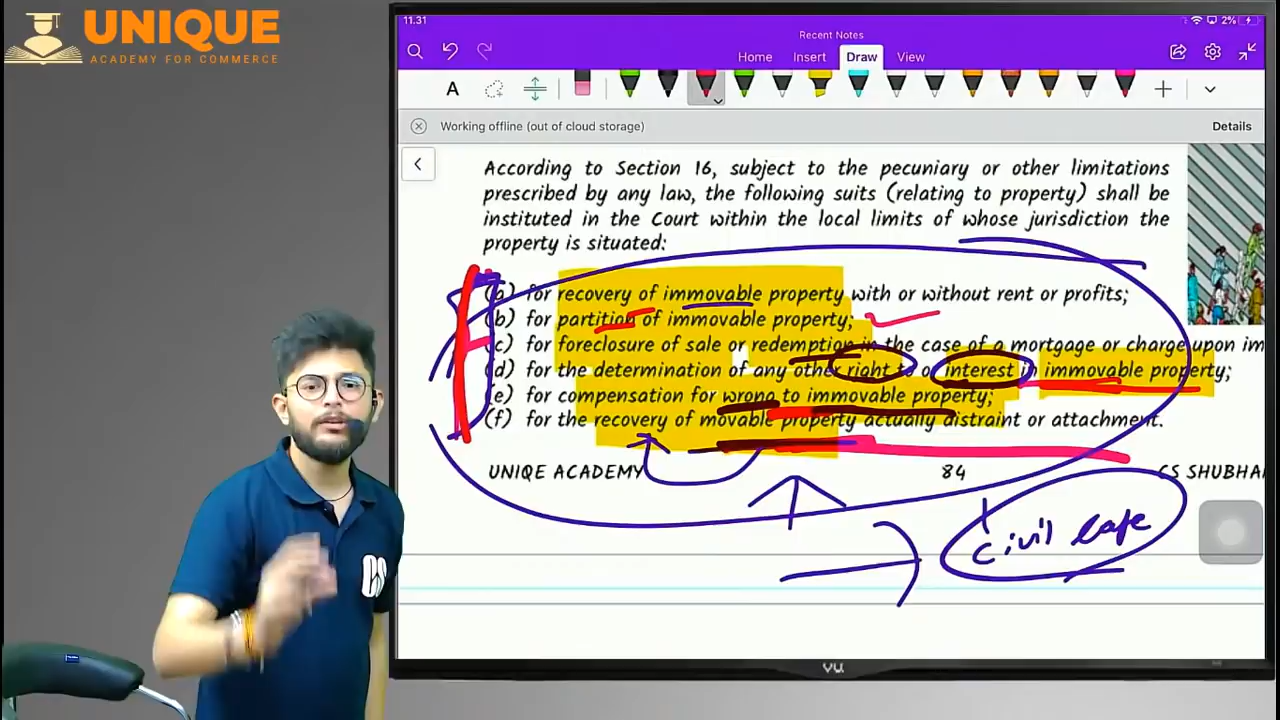 UNIQUE
ACADEMY FOR COMMERCE
11.31
2%
Recent Notes
Home Insert Draw View
A
Working offline (out of cloud storage)
Details
According to Section 16, subject to the pecuniary or other limitations
prescribed by any law, the following suits (relating to property) shall be
instituted in the Court within the local limits of whose jurisdiction the
property is situated:
(a) for recovery of immovable property with or without rent or profits;
(b) for partition of immovable property;
(c) for foreclosure of sale or redemption in the case of a mortgage or charge upon im
(d) for the determination of any other right to or interest in immovable property;
(e) for compensation for wrong to immovable property;
(f) for the recovery of movable property actually distraint or attachment.
UNIQE ACADEMY 84 CS SHUBHA
civil
CS
VU